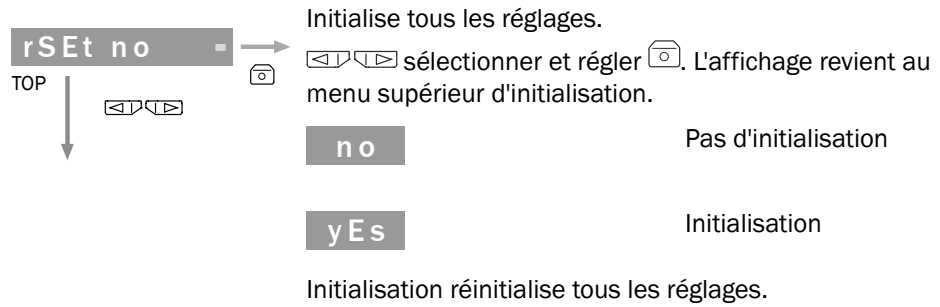 Initialise tous les réglages.
rSEt no
TOP
sélectionner et régler . L'affichage revient au
menu supérieur d'initialisation.
no
Pas d'initialisation
yEs
Initialisation
Initialisation réinitialise tous les réglages.